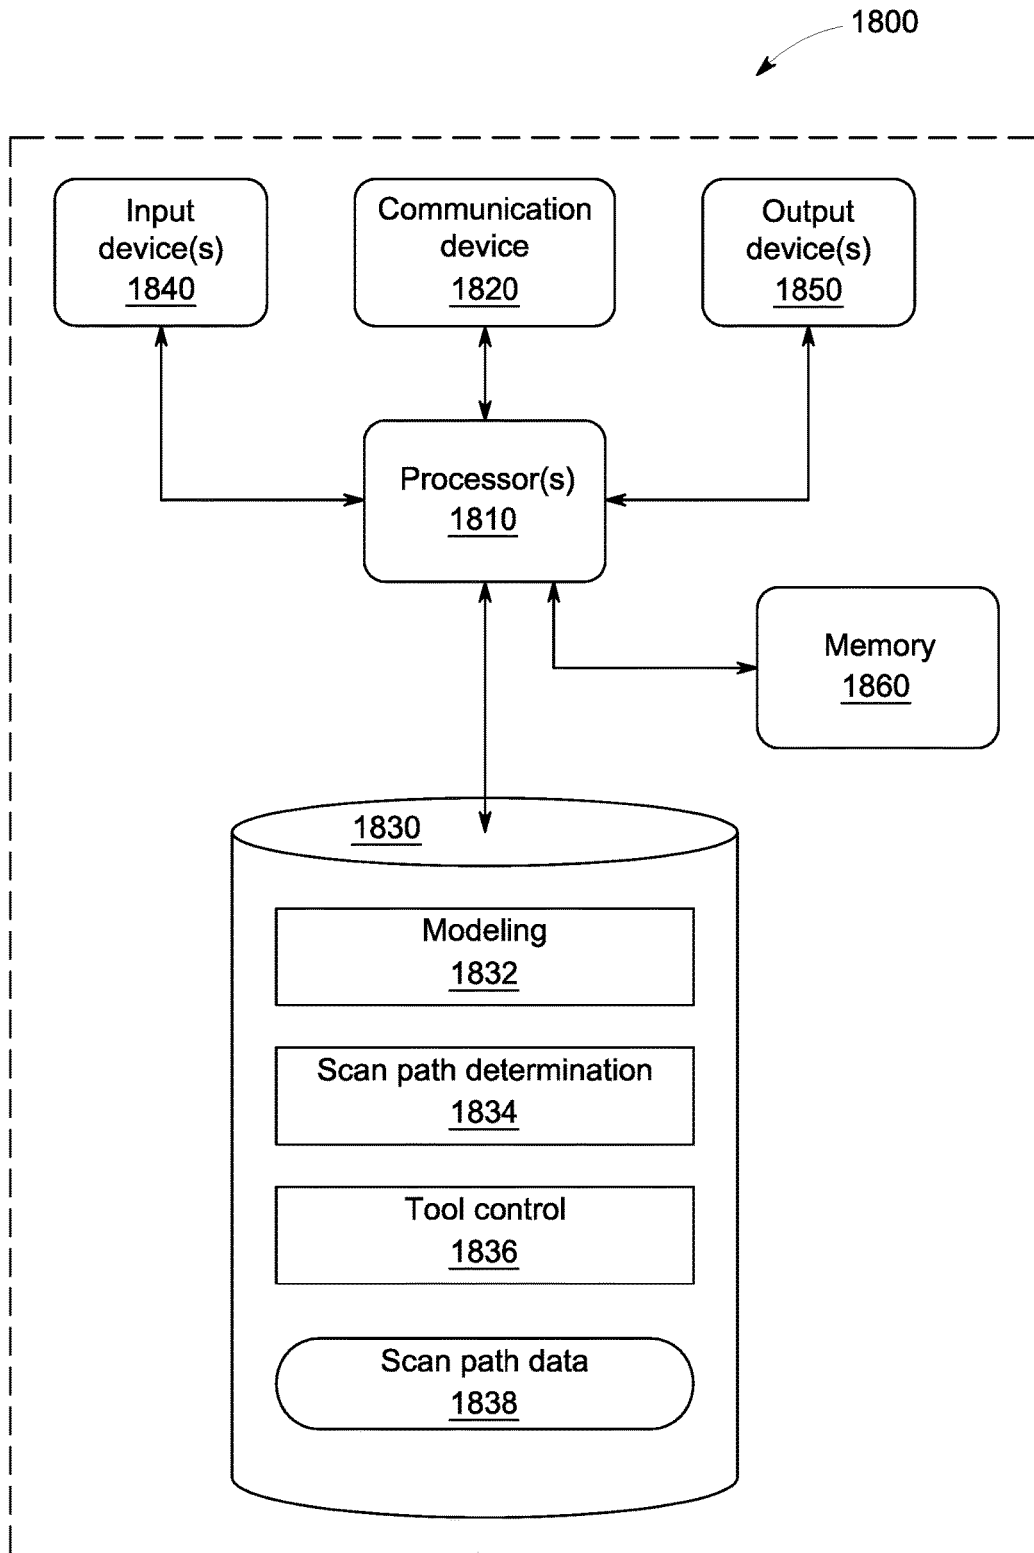 1800
Input
device(s)
1840
Communication
device
1820
Output
device(s)
1850
Processor(s)
1810
Memory
1860
1830
Modeling
1832
Scan path determination
1834
Tool control
1836
Scan path data
1838